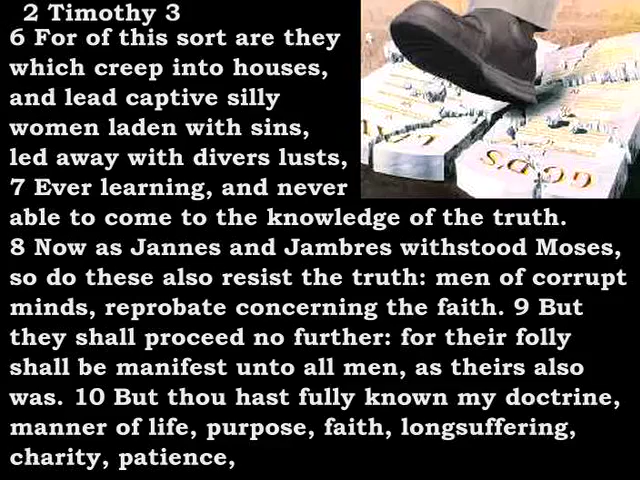 2 Timothy 3
6 For of this sort are they
which creep into houses,
and lead captive silly
women laden with sins,
led away with divers lusts,
7 Ever learning, and never
able to come to the knowledge of the truth.
8 Now as Jannes and Jambres withstood Moses,
so do these also resist the truth: men of corrupt
minds, reprobate concerning the faith. 9 But
they shall proceed no further: for their folly
shall be manifest unto all men, as theirs also
was. 10 But thou hast fully known my doctrine,
manner of life, purpose, faith, longsuffering,
charity, patience,
GOD'S